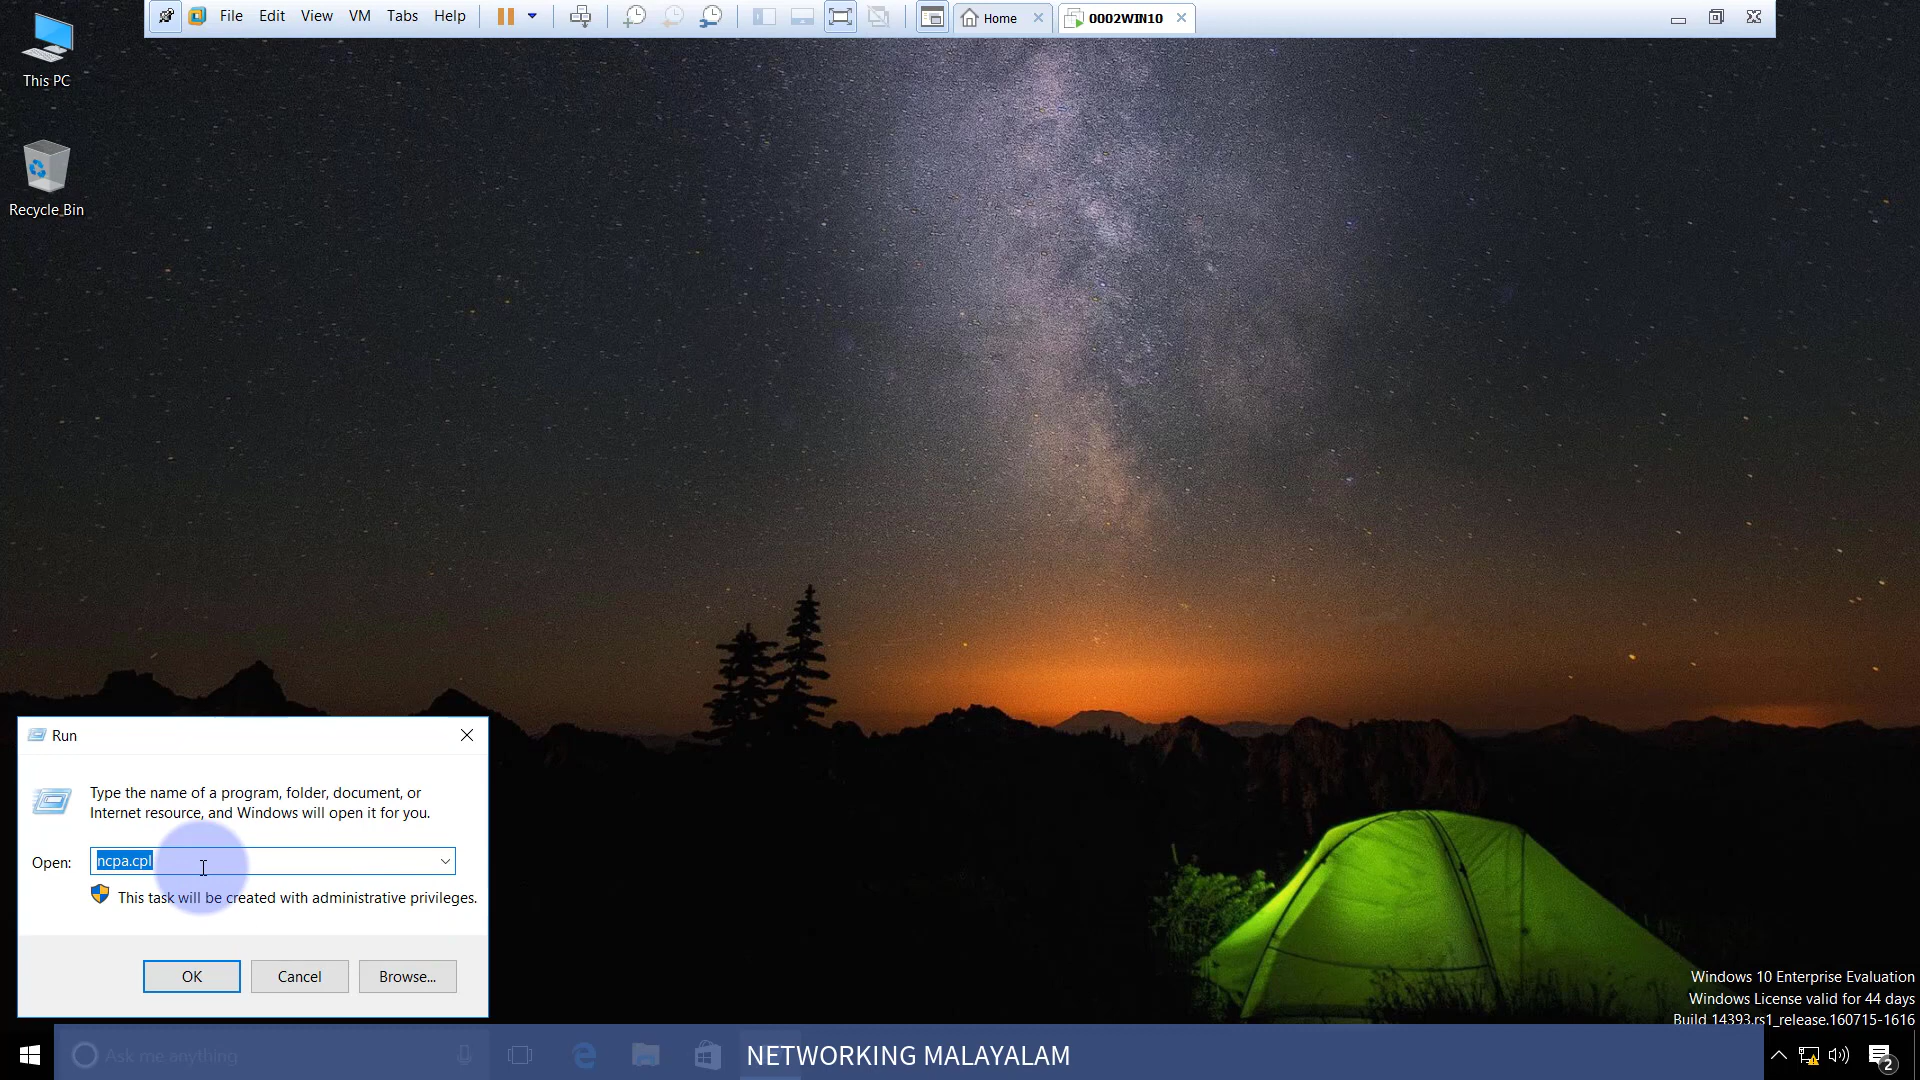 File Edit View VM Tabs Help
Home
0002WIN10
This PC
Recycle Bin
Run
Type the name of a program, folder, document, or
Internet resource, and Windows will open it for you.
Open:
ncpa.cpl
This task will be created with administrative privileges.
OK
Cancel
Browse...
Windows 10 Enterprise Evaluation
Windows License valid for 44 days
Build 14393.rs1_release.160715-1616
Ask me anything
NETWORKING MALAYALAM
2